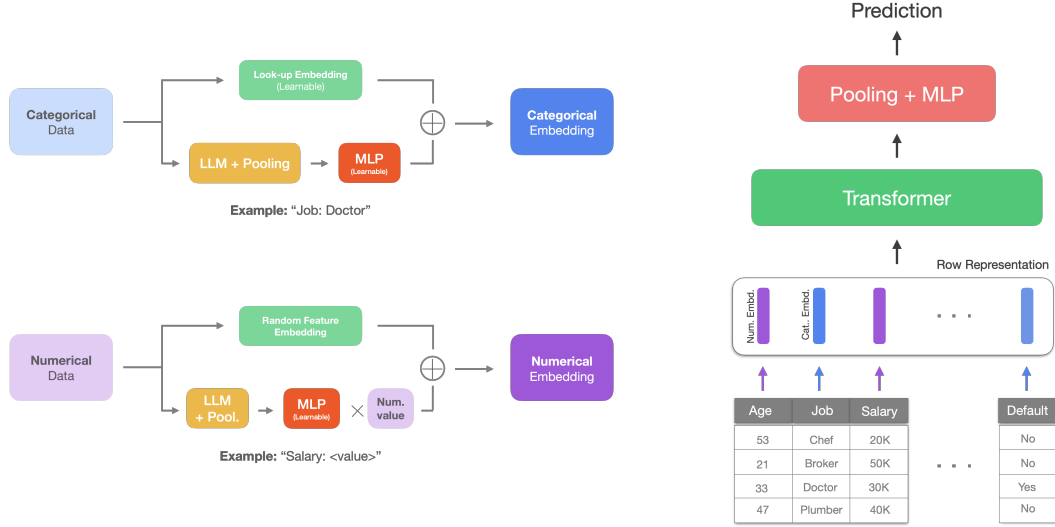 Categorical
Data
Look-up Embedding
(Learnable)
LLM + Pooling
MLP
(Learnable)
Categorical
Embedding
Example: “Job: Doctor”
Numerical
Data
Random Feature
Embedding
LLM
+ Pool.
MLP
(Learnable)
Num.
value
Numerical
Embedding
Example: “Salary: <value>”
Prediction
Pooling + MLP
Transformer
Row Representation
Num. Embd.
Cat.. Embd.
. . .
Age Job Salary Default
53 Chef 20K No
21 Broker 50K . . . No
33 Doctor 30K Yes
47 Plumber 40K No